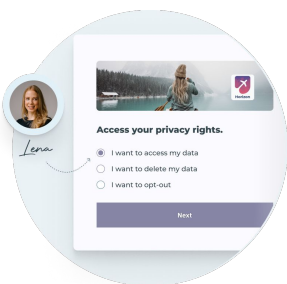 Horizon
Access your privacy rights.
Lena
I want to access my data
I want to delete my data
I want to opt-out
Next